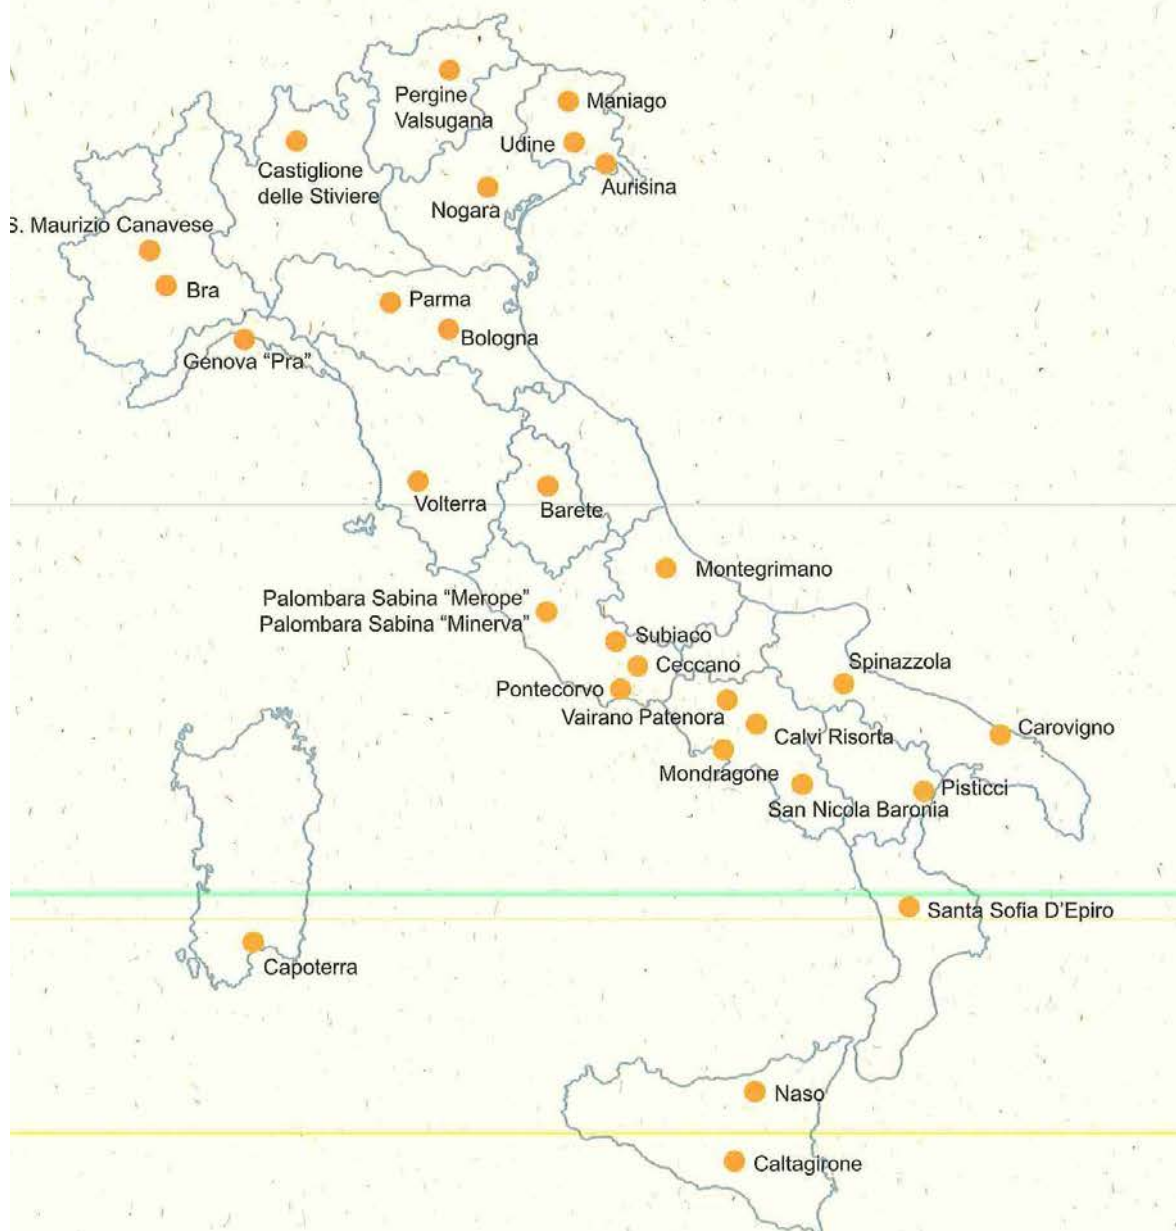 Pergine
Valsugana
Maniago
Udine
Castiglione
delle Stiviere
Aurisina
Nogara
S. Maurizio Canavese
Bra
Parma
Bologna
Genova “Pra”
Volterra
Barete
Montegrimano
Palombara Sabina “Merope”
Palombara Sabina “Minerva”
Subiaco
Ceccano
Spinazzola
Pontecorvo
Vairano Patenora
Carovigno
Calvi Risorta
Mondragone
Pisticci
San Nicola Baronia
Santa Sofia D’Epiro
Capoterra
Naso
Caltagirone